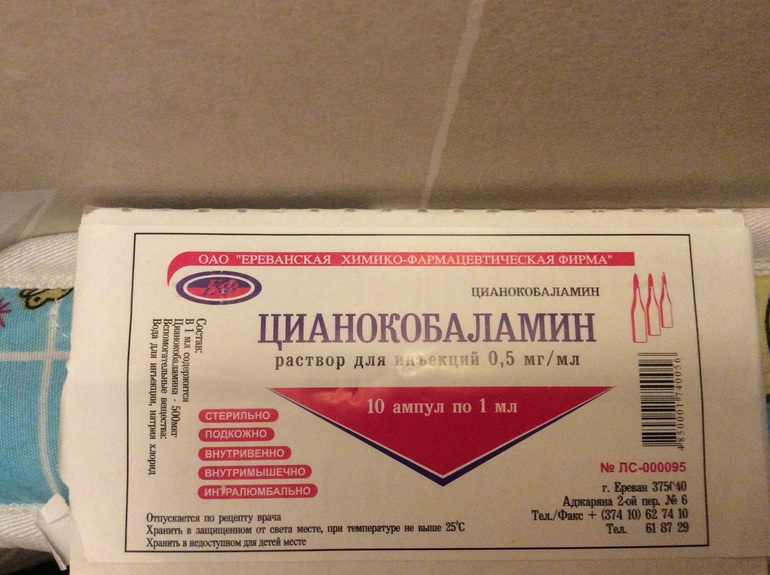 ОАО "ЕРЕВАНСКАЯ ХИМИКО-ФАРМАЦЕВТИЧЕСКАЯ ФИРМА"
ЦИАНОКОБАЛАМИН
ЦИАНОКОБАЛАМИН
раствор для инъекций 0,5 мг/мл
10 ампул по 1 мл
Состав:
В 1 мл содержится
Цианокобаламина - 500мкг
Вспомогательные вещества:
Вода для инъекции, натрия хлорид
СТЕРИЛЬНО
ПОДКОЖНО
ВНУТРИВЕННО
ВНУТРИМЫШЕЧНО
ИНТРАЛЮМБАЛЬНО
4 850001 740056
№ ЛС-000095
г. Ереван 375040
Аджаряна 2-ой пер. № 6
Тел./Факс + (374 10) 62 74 10
Тел. 61 87 29
Отпускается по рецепту врача
Хранить в защищенном от света месте, при температуре не выше 25°С
Хранить в недоступном для детей месте